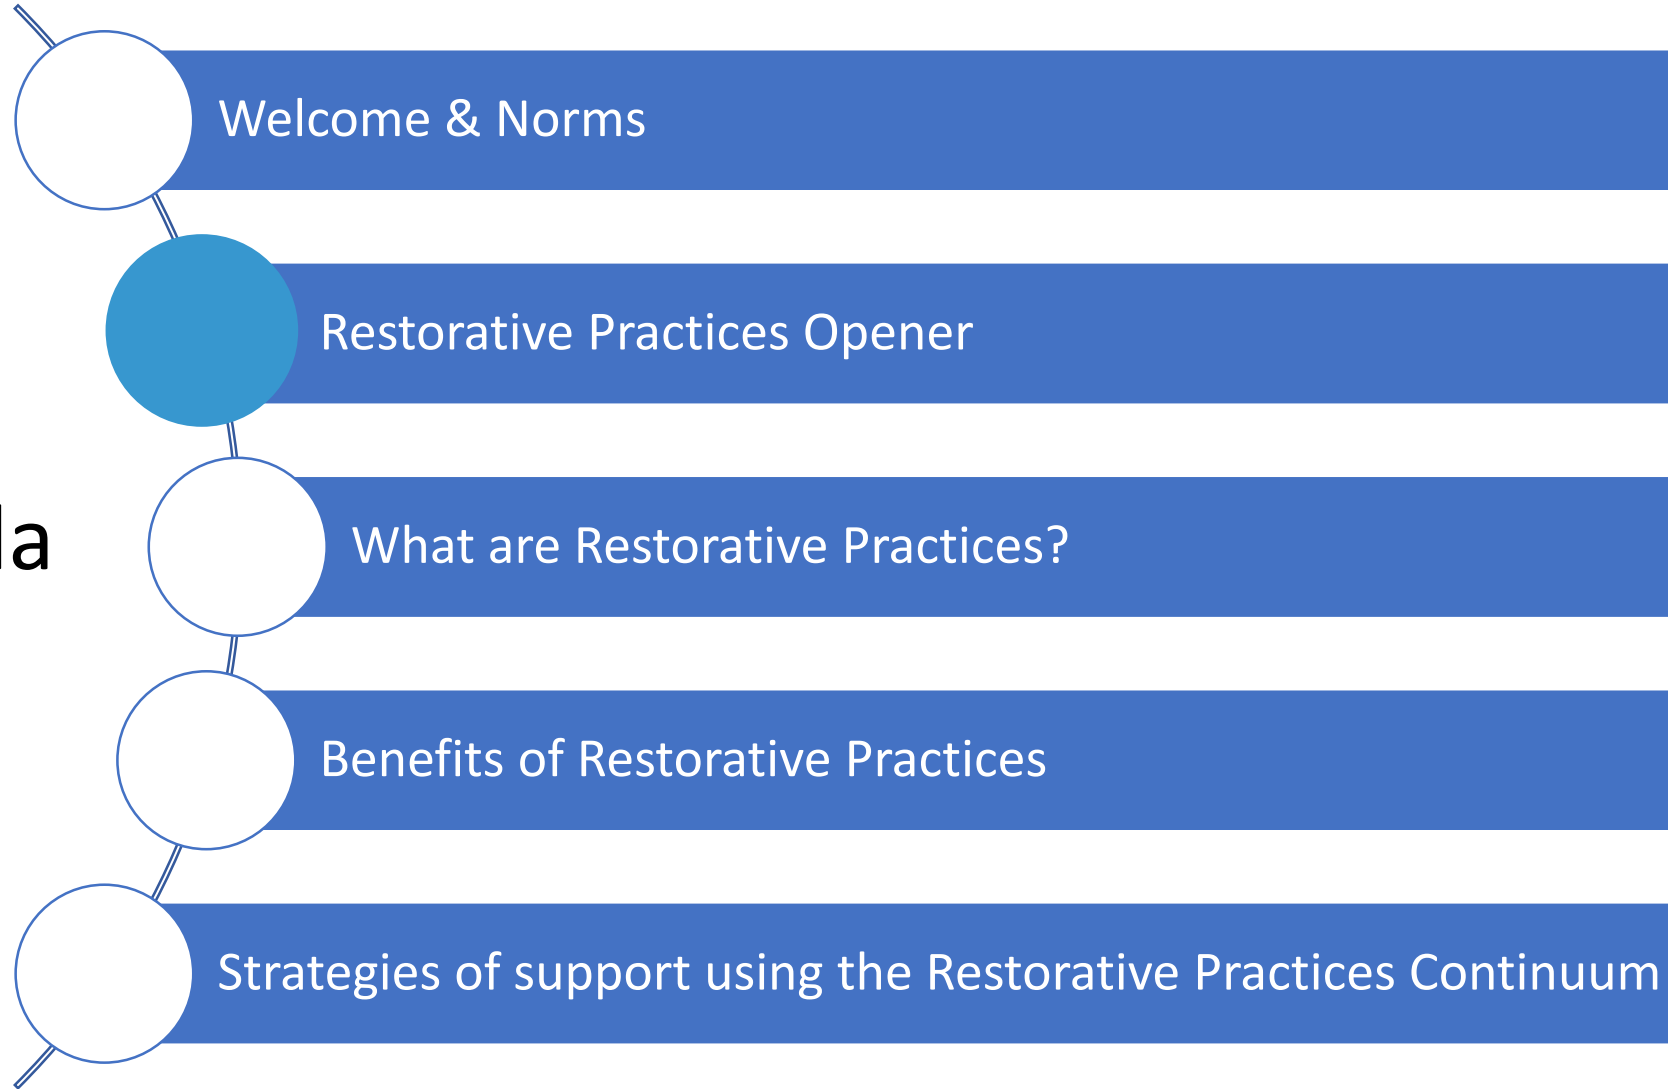 Welcome & Norms
Restorative Practices Opener
la
What are Restorative Practices?
Benefits of Restorative Practices
Strategies of support using the Restorative Practices Continuum